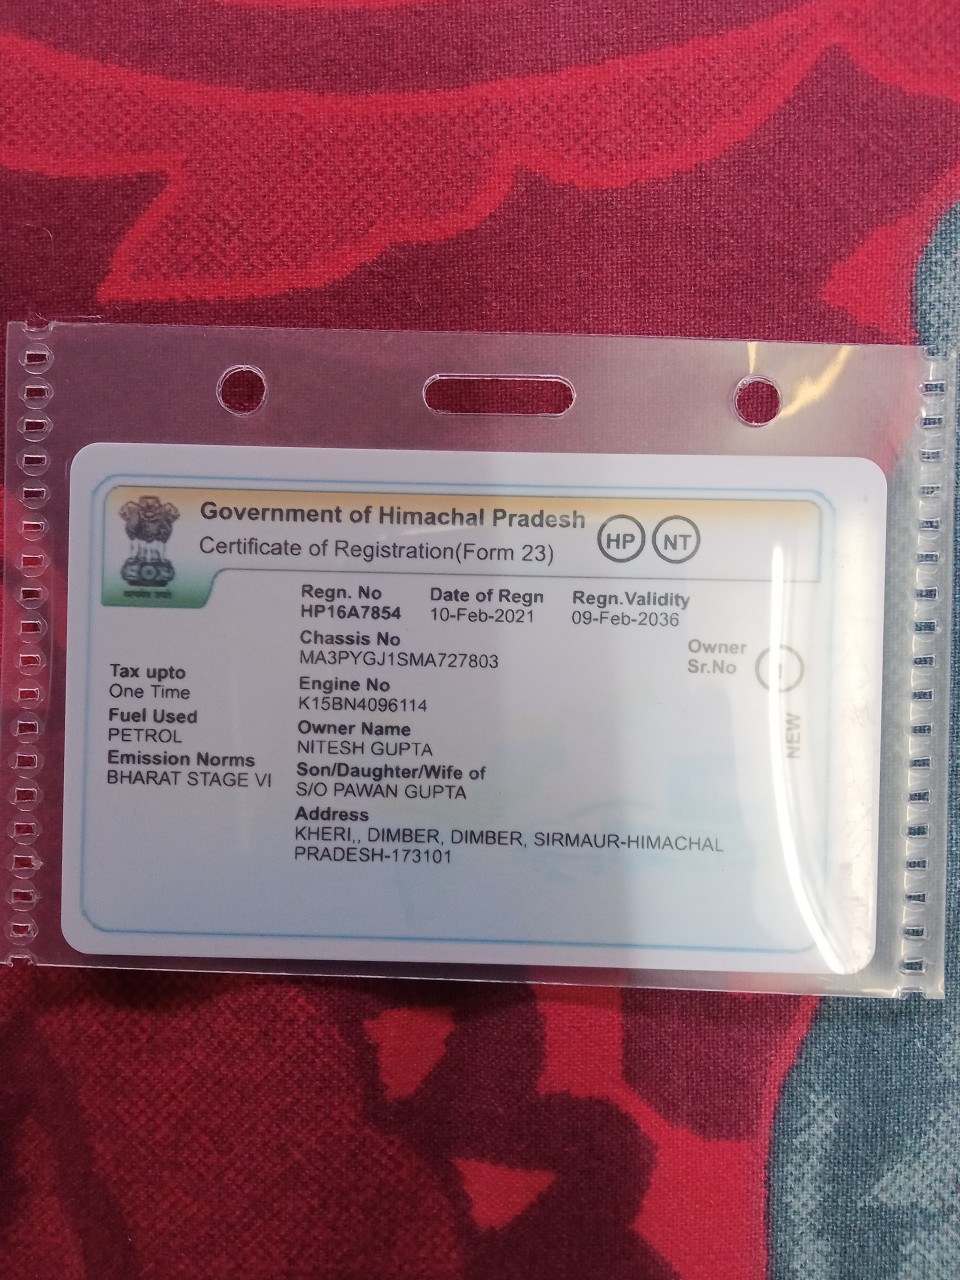 Government of Himachal Pradesh
Certificate of Registration(Form 23)
HP NT
Regn. No Date of Regn Regn.Validity
HP16A7854 10-Feb-2021 09-Feb-2036
Chassis No
MA3PYGJ1SMA727803
Owner
Sr.No
Engine No
K15BN4096114
Tax upto
One Time
Fuel Used
PETROL
Emission Norms
BHARAT STAGE VI
Owner Name
NITESH GUPTA
Son/Daughter/Wife of
S/O PAWAN GUPTA
Address
KHERI,, DIMBER, DIMBER, SIRMAUR-HIMACHAL
PRADESH-173101
NEW